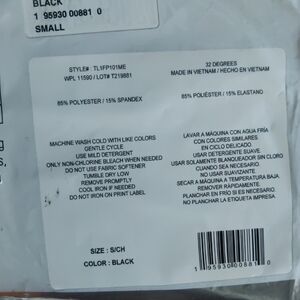 BLACK
1 95930 00881 0
SMALL
STYLE# : TL1FP101ME
WPL 11590 / LOT# T219881
32 DEGREES
MADE IN VIETNAM / HECHO EN VIETNAM
85% POLYESTER / 15% SPANDEX
85% POLIÉSTER / 15% ELASTANO
MACHINE WASH COLD WITH LIKE COLORS
GENTLE CYCLE
USE MILD DETERGENT
ONLY NON-CHLORINE BLEACH WHEN NEEDED
DO NOT USE FABRIC SOFTENER
TUMBLE DRY LOW
REMOVE PROMPTLY
COOL IRON IF NEEDED
DO NOT IRON ON PRINT LABEL
LAVAR A MÁQUINA CON AGUA FRÍA
CON COLORES SIMILARES
EN CICLO DELICADO.
USAR DETERGENTE SUAVE.
USAR SOLAMENTE BLANQUEADOR SIN CLORO
CUANDO SEA NECESARIO.
NO USAR SUAVIZANTE
SECAR A MÁQUINA A TEMPERATURA BAJA.
REMOVER RÁPIDAMENTE.
PLANCHAR EN FRÍO SI ES NECESARIO.
NO PLANCHAR LA ETIQUETA IMPRESA.
SIZE : S/CH
COLOR : BLACK
1 95930 00881 0